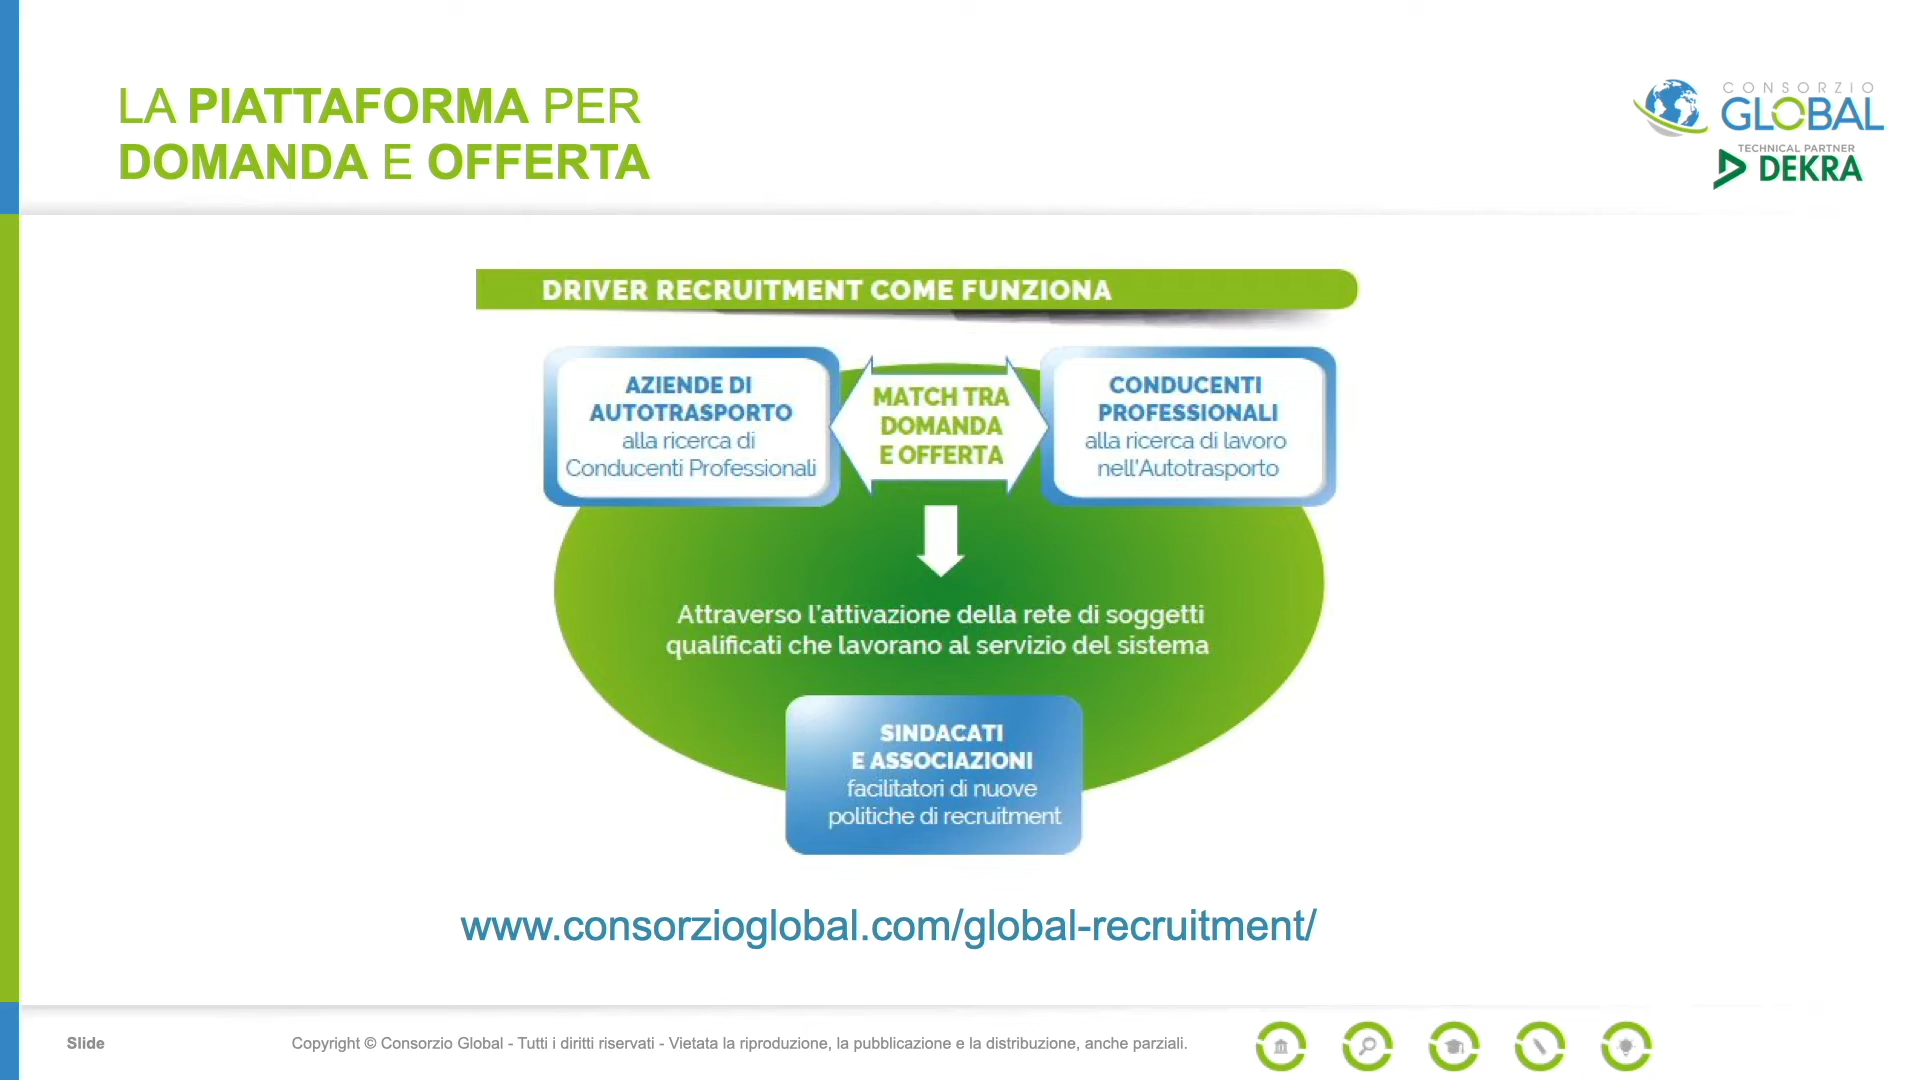 LA PIATTAFORMA PER
DOMANDA E OFFERTA
CONSORZIO
GLOBAL
TECHNICAL PARTNER
DEKRA
DRIVER RECRUITMENT COME FUNZIONA
AZIENDE DI
AUTOTRASPORTO
alla ricerca di
Conducenti Professionali
MATCH TRA
DOMANDA
E OFFERTA
CONDUCENTI
PROFESSIONALI
alla ricerca di lavoro
nell'Autotrasporto
Attraverso l'attivazione della rete di soggetti
qualificati che lavorano al servizio del sistema
SINDACATI
E ASSOCIAZIONI
facilitatori di nuove
politiche di recruitment
www.consorzioglobal.com/global-recruitment/
Slide
Copyright © Consorzio Global - Tutti i diritti riservati - Vietata la riproduzione, la pubblicazione e la distribuzione, anche parziali.